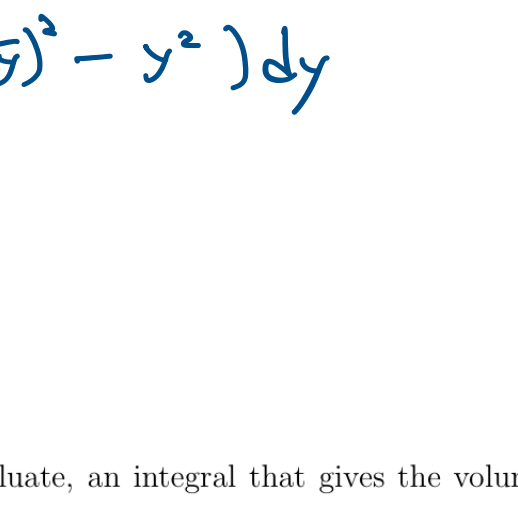 y)² − y² ) dy
luate, an integral that gives the volu